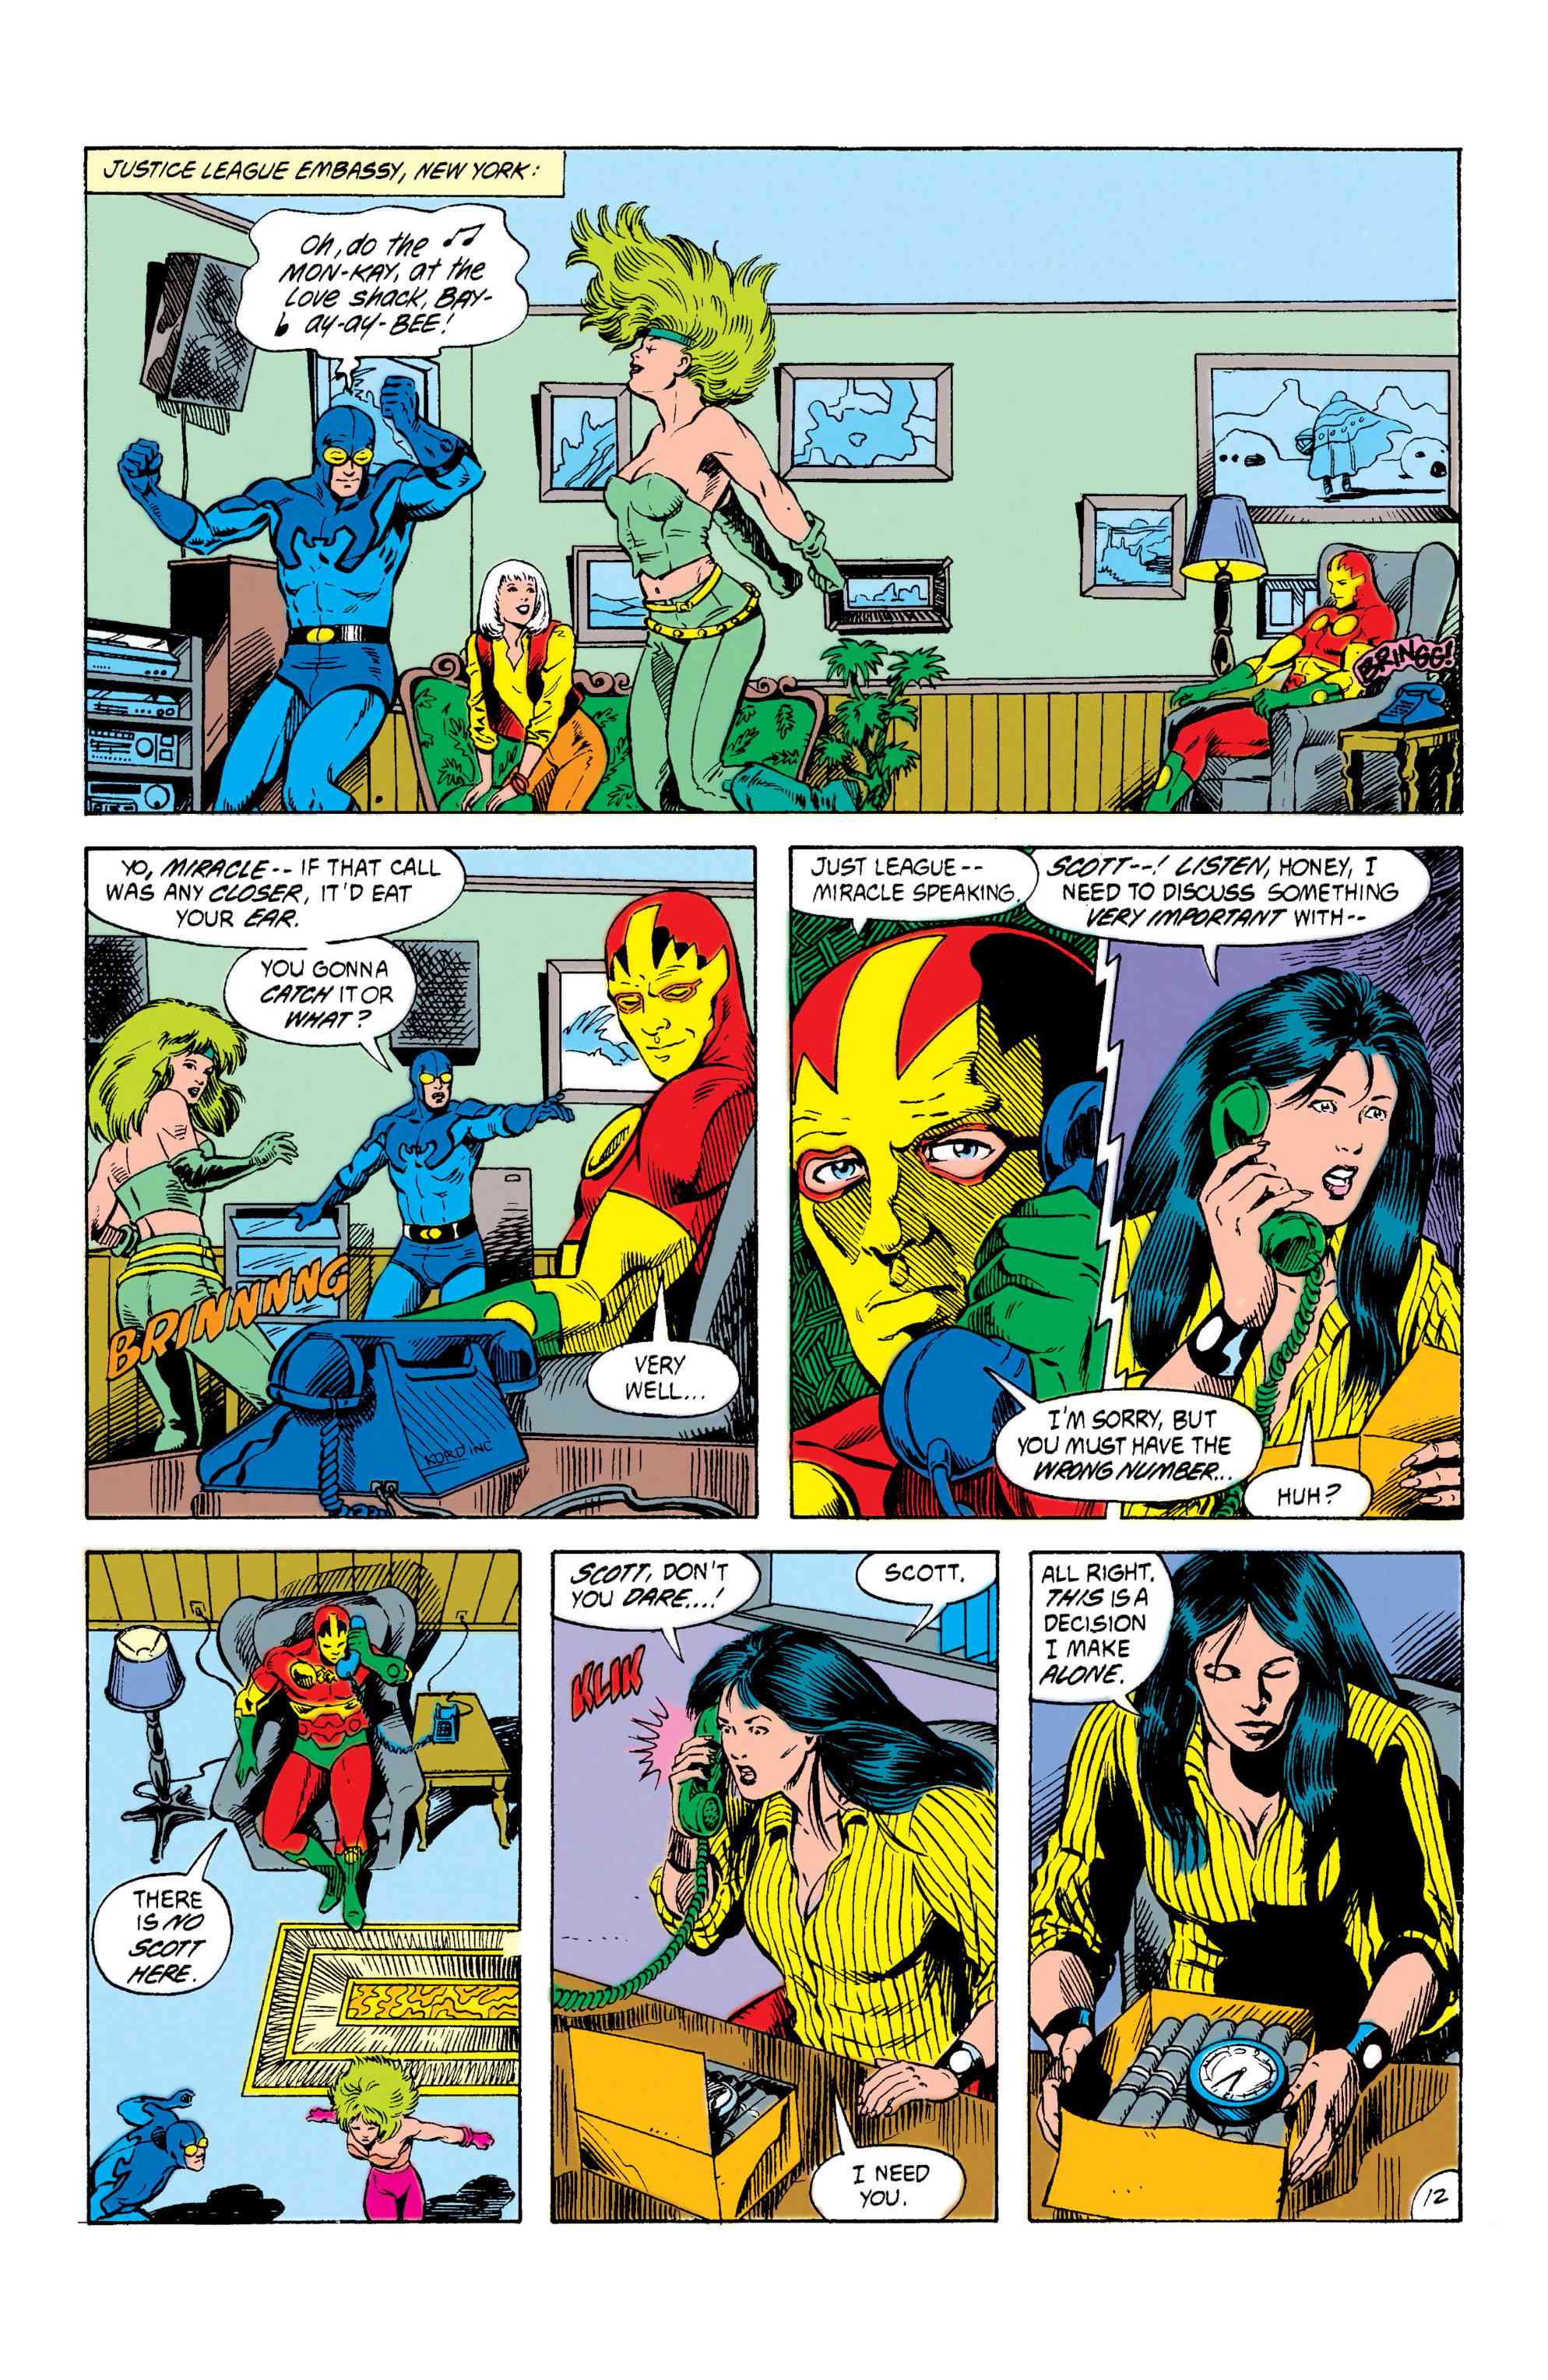 JUSTICE LEAGUE EMBASSY, NEW YORK:
Oh, do the
MON-KAY, at the
Love shack, BAY-
ay-ay-BEE!
BRINGG!
YO, MIRACLE-- IF THAT CALL
WAS ANY CLOSER, IT'D EAT
YOUR EAR.
YOU GONNA
CATCH IT OR
WHAT?
BRINNNNNG
VERY
WELL...
KORD INC
JUST LEAGUE--
MIRACLE SPEAKING.
SCOTT--! LISTEN, HONEY, I
NEED TO DISCUSS SOMETHING
VERY IMPORTANT WITH--
I'M SORRY, BUT
YOU MUST HAVE THE
WRONG NUMBER...
HUH?
THERE
IS NO
SCOTT
HERE.
SCOTT, DON'T
YOU DARE...!
SCOTT.
KLIK
I NEED
YOU.
ALL RIGHT.
THIS IS A
DECISION
I MAKE
ALONE.
12